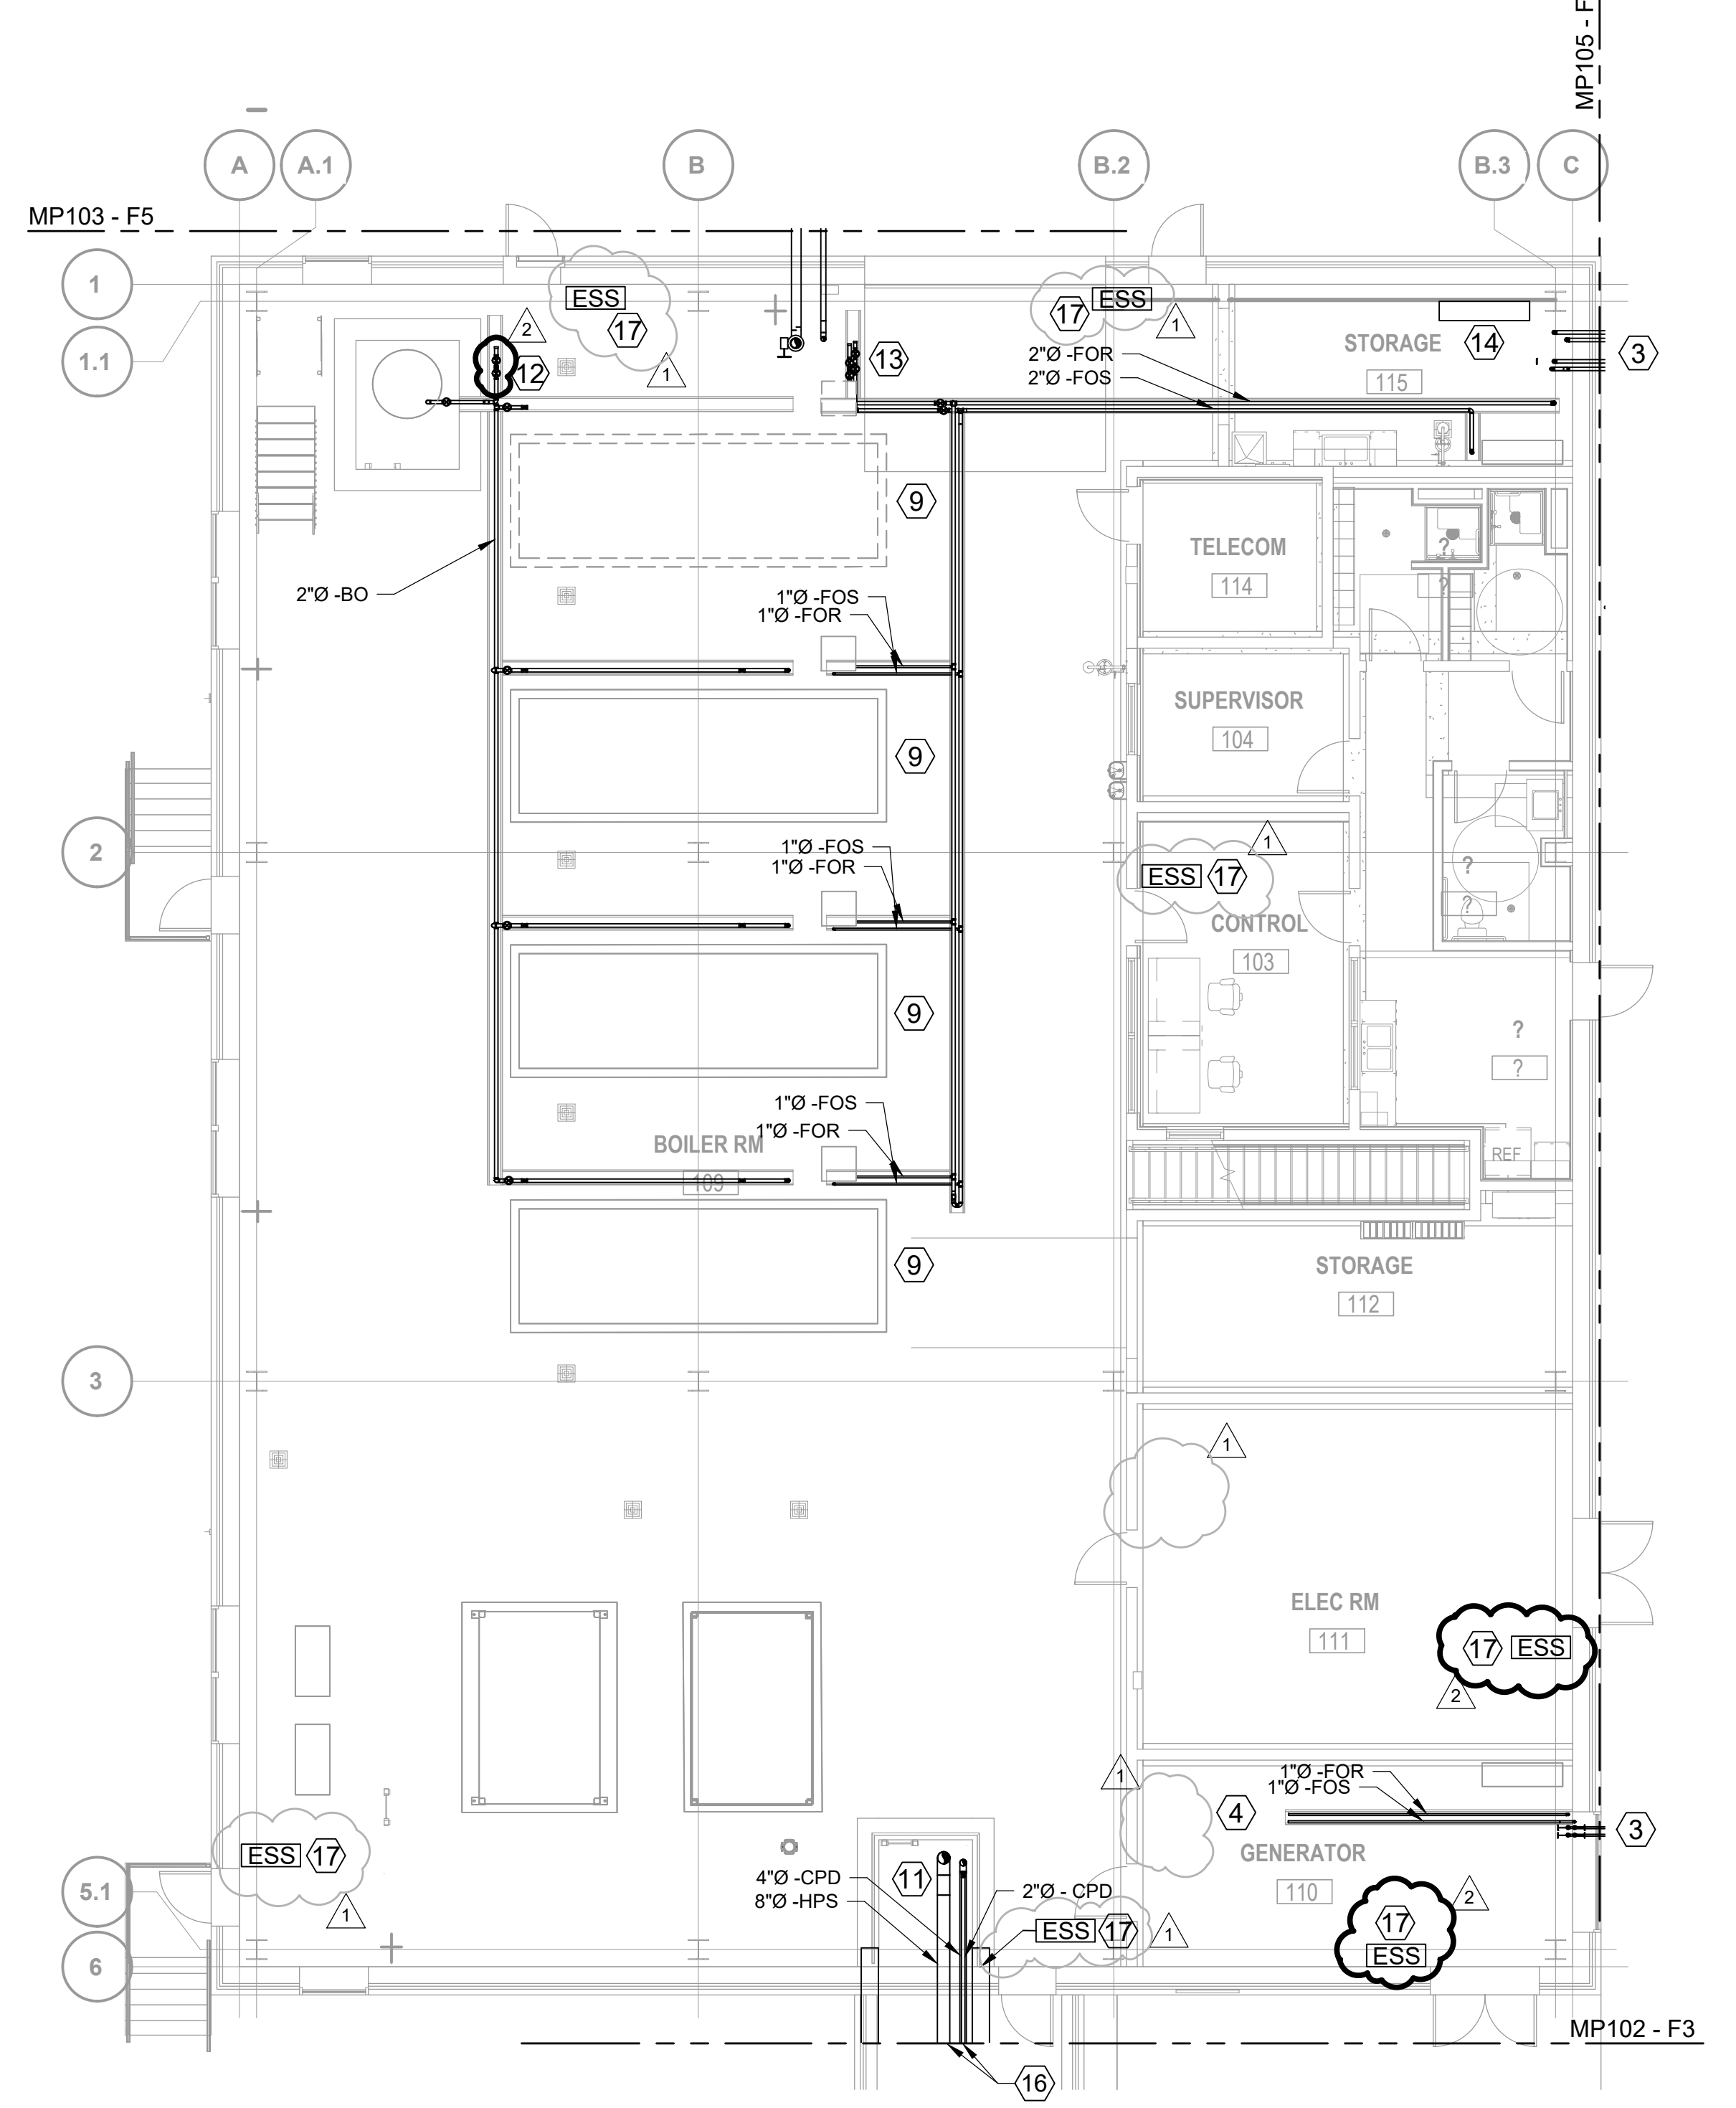 MP105 - F
A
A.1
B
B.2
B.3
C
MP103 - F5
1
1.1
ESS
17
1
2
12
13
17
ESS
1
STORAGE
115
14
3
2"Ø -FOR
2"Ø -FOS
9
TELECOM
114
?
?
2"Ø -BO
1"Ø -FOS
1"Ø -FOR
SUPERVISOR
104
9
2
1"Ø -FOS
1"Ø -FOR
1
ESS
17
CONTROL
103
?
?
9
?
?
1"Ø -FOS
1"Ø -FOR
BOILER RM
109
REF
9
STORAGE
112
3
1
ELEC RM
111
17
ESS
2
1
1"Ø -FOR
1"Ø -FOS
4
3
GENERATOR
110
ESS
17
1
4"Ø -CPD
8"Ø -HPS
11
2"Ø - CPD
ESS
17
1
17
ESS
2
5.1
6
MP102 - F3
16